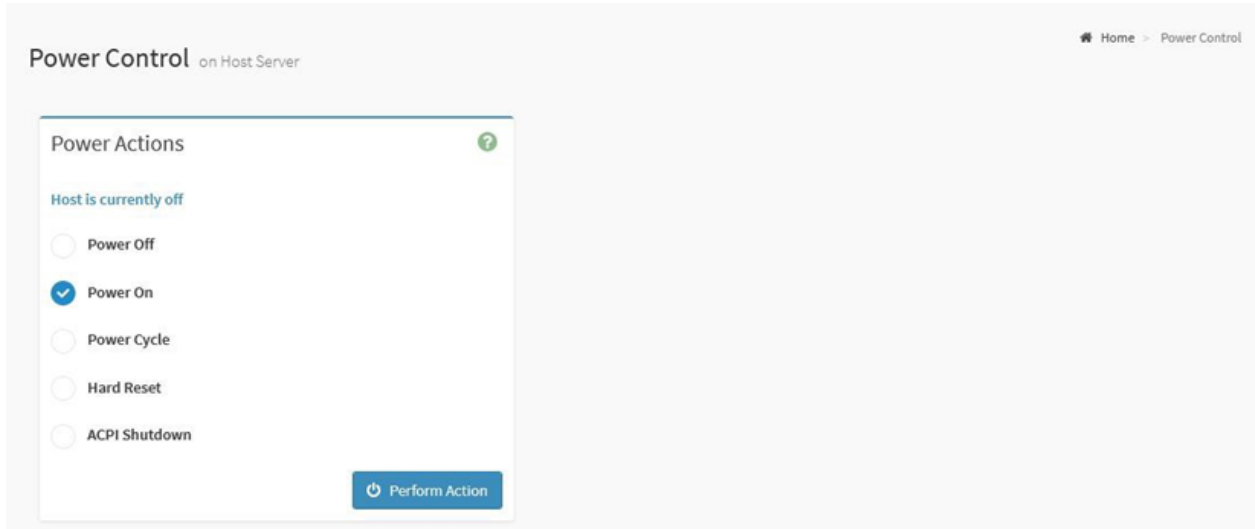 Home > Power Control
Power Control on Host Server
Power Actions
Host is currently off
Power Off
Power On
Power Cycle
Hard Reset
ACPI Shutdown
Perform Action